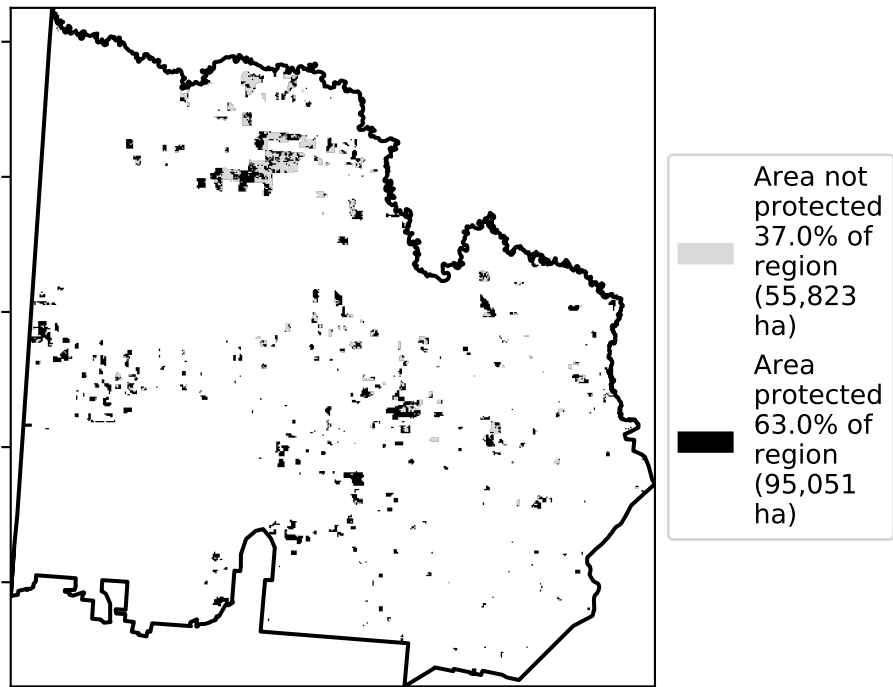 Area not
protected
37.0% of
region
(55,823
ha)
Area
protected
63.0% of
region
(95,051
ha)